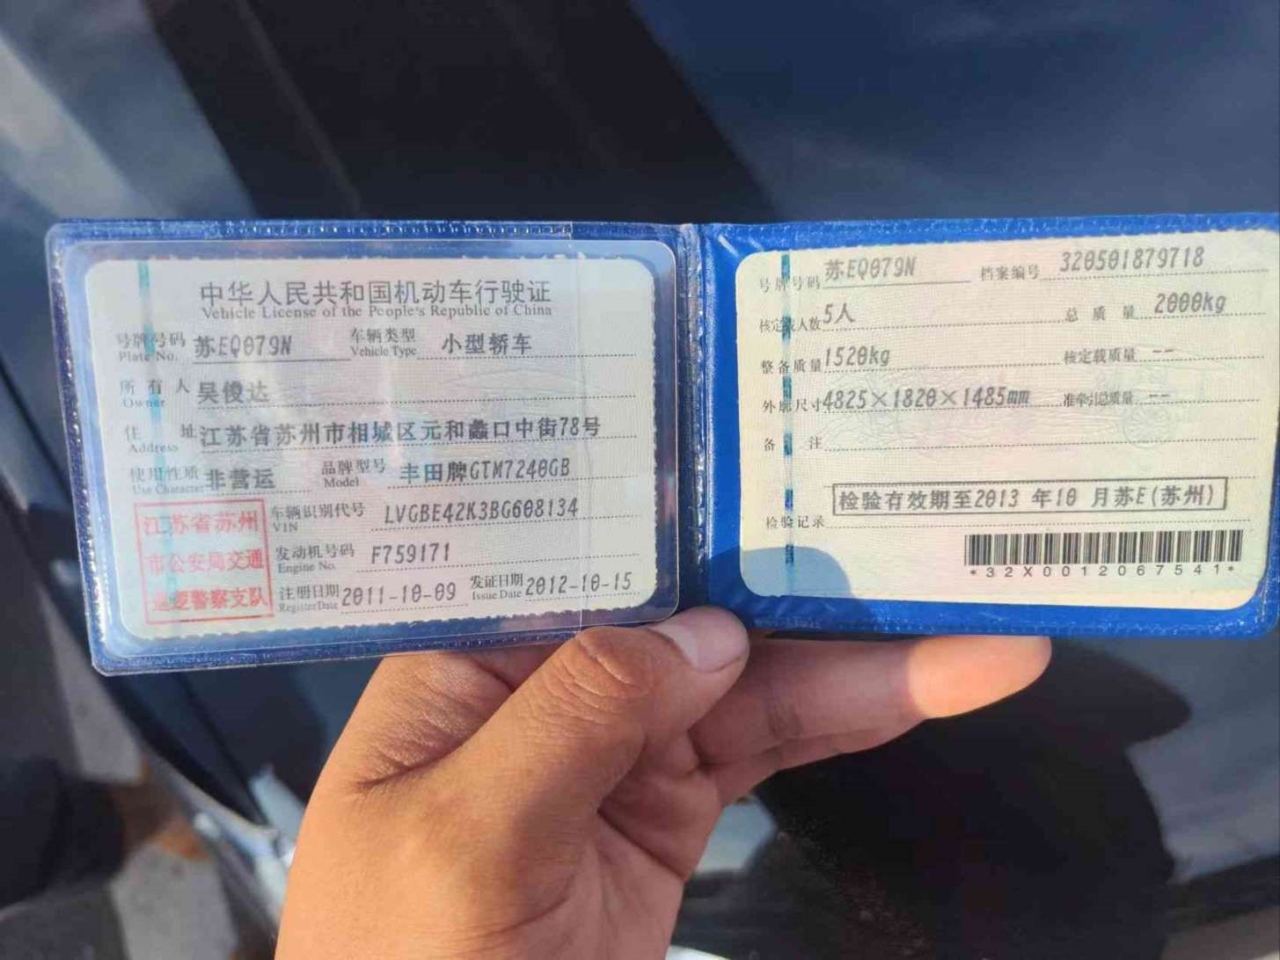 中华人民共和国机动车行驶证
Vehicle License of the People's Republic of China
号牌号码 苏EQ079N 车辆类型 小型轿车
Plate No. Vehicle Type
所有人 吴俊达
Owner
住址 江苏省苏州市相城区元和蠡口中街78号
Address
使用性质 非营运 品牌型号 丰田牌GTM7240GB
Use Character Model
江苏省苏州
市公安局交通
巡逻警察支队
车辆识别代号 LVGBE42K3BG608134
VIN
发动机号码 F759171
Engine No.
注册日期 2011-10-09 发证日期 2012-10-15
Register Date Issue Date
号牌号码 苏EQ079N 档案编号 320501879718
核定载人数 5人 总质量 2000kg
整备质量 1520kg 核定载质量 --
外廓尺寸 4825×1820×1485mm 准牵引总质量 --
备注
检验有效期至2013 年10 月苏E(苏州)
检验记录
*32X0012067541*